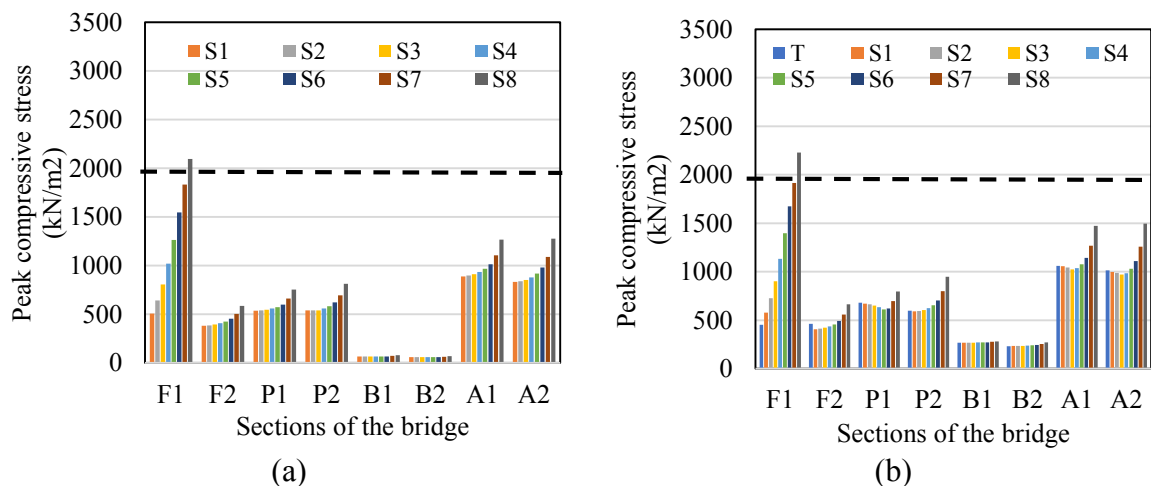 3500
S1 S2 S3 S4
3000
S5 S6 S7 S8
2500
2000
1500
1000
500
0
Peak compressive stress
(kN/m2)
F1 F2 P1 P2 B1 B2 A1 A2
Sections of the bridge
(a)
3500
T S1 S2 S3 S4
3000
S5 S6 S7 S8
2500
2000
1500
1000
500
0
Peak compressive stress
(kN/m2)
F1 F2 P1 P2 B1 B2 A1 A2
Sections of the bridge
(b)